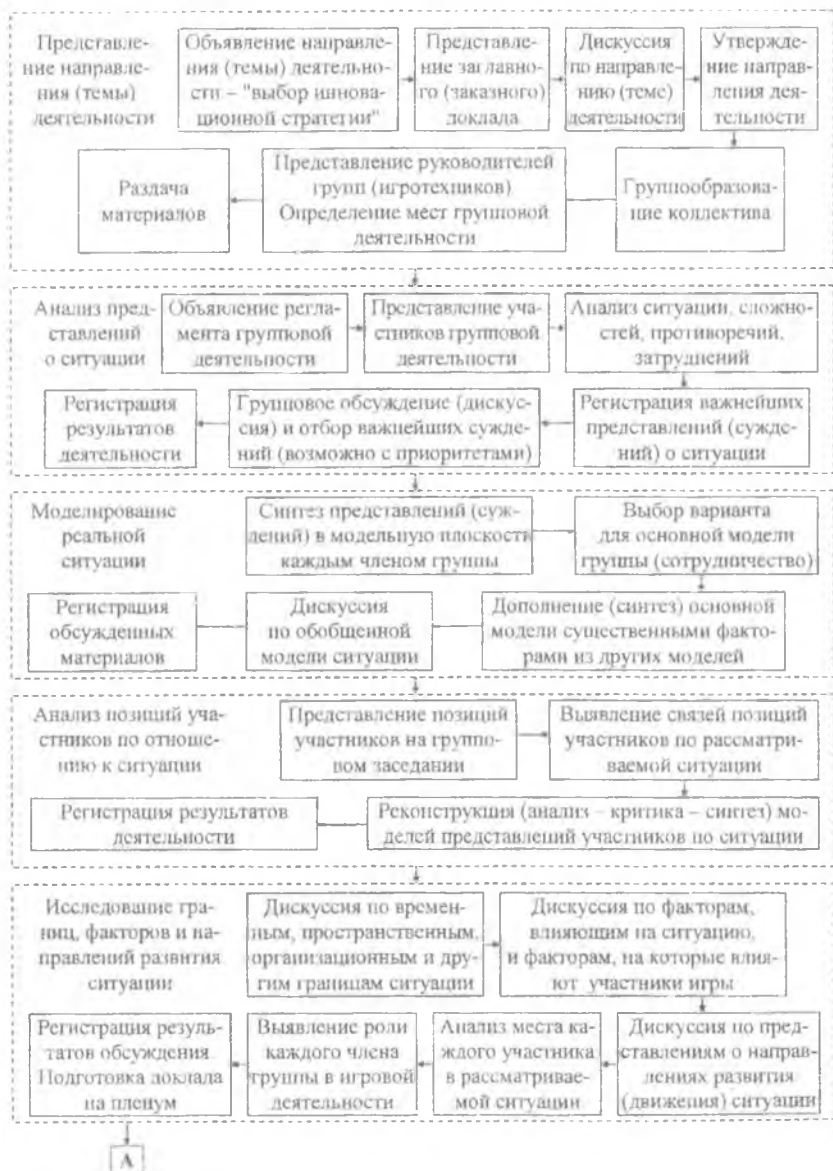 Представле-
ние направле-
ния (темы)
деятельности
Объявление направле-
ния (темы) деятельно-
сти – "выбор иннова-
ционной стратегии"
Представле-
ние заглавно-
го (заказного)
доклада
Дискуссия
по направле-
нию (теме)
деятельности
Утвержде-
ние направ-
ления дея-
тельности
Группообразова-
ние коллектива
Представление руководителей
групп (игротехников)
Определение мест групповой
деятельности
Раздача
материалов
Анализ пред-
ставлений
о ситуации
Объявление регла-
мента групповой
деятельности
Представление уча-
стников групповой
деятельности
Анализ ситуации, сложно-
стей, противоречий,
затруднений
Регистрация важнейших
представлений (сужде-
ний) о ситуации
Групповое обсуждение (дискус-
сия) и отбор важнейших сужде-
ний (возможно с приоритетами)
Регистрация
результатов
деятельности
Моделирование
реальной
ситуации
Синтез представлений (суж-
дений) в модельную плоскость
каждым членом группы
Выбор варианта
для основной модели
группы (сотрудничество)
Дополнение (синтез) основной
модели существенными факто-
рами из других моделей
Дискуссия
по обобщенной
модели ситуации
Регистрация
обсужденных
материалов
Анализ позиций уча-
стников по отноше-
нию к ситуации
Представление позиций
участников на группо-
вом заседании
Выявление связей позиций
участников по рассматри-
ваемой ситуации
Реконструкция (анализ – критика – синтез) мо-
делей представлений участников по ситуации
Регистрация результатов
деятельности
Исследование гра-
ниц, факторов и на-
правлений развития
ситуации
Дискуссия по времен-
ным, пространственным,
организационным и дру-
гим границам ситуации
Дискуссия по факторам,
влияющим на ситуацию,
и факторам, на которые влия-
ют участники игры
Дискуссия по пред-
ставлениям о направ-
лениях развития
(движения) ситуации
Анализ места ка-
ждого участника
в рассматривае-
мой ситуации
Выявление роли
каждого члена
группы в игровой
деятельности
Регистрация резуль-
татов обсуждения
Подготовка доклада
на пленум
А